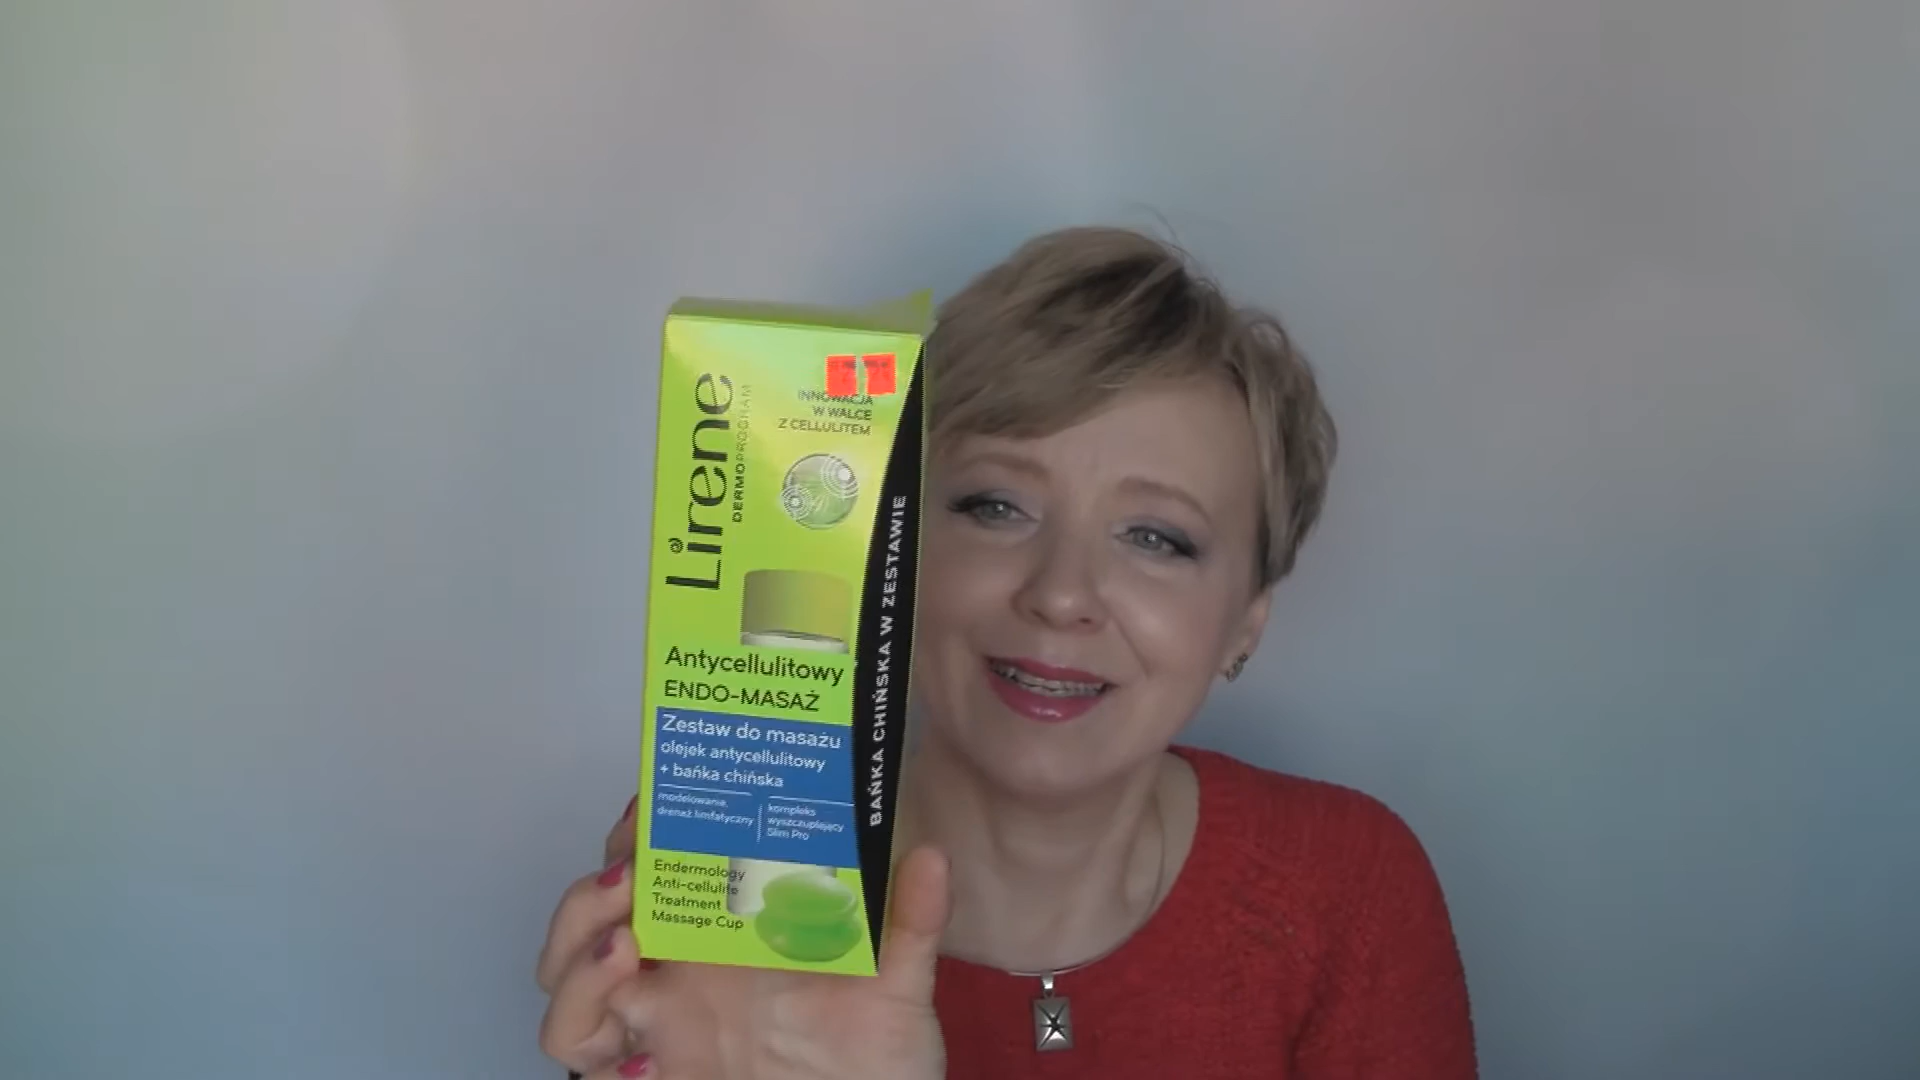 Lirene
DERMOPROGRAM
INNOWACJA
W WALCE
Z CELLULITEM
Antycellulitowy
ENDO-MASAŻ
Zestaw do masażu
olejek antycellulitowy
+ bańka chińska
modelowanie,
drenaż limfatyczny
kompleks
wyszczuplający
Slim Pro
Endermology
Anti-cellulite
Treatment
Massage Cup
BAŃKA CHIŃSKA W ZESTAWIE